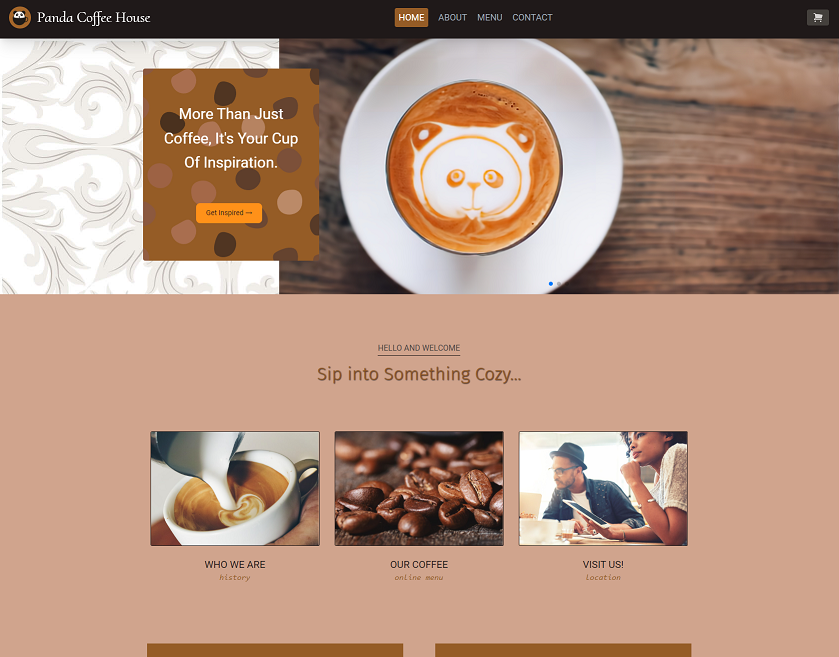 Panda Coffee House
HOME ABOUT MENU CONTACT
More Than Just
Coffee, It's Your Cup
Of Inspiration.
Get Inspired →
HELLO AND WELCOME
Sip into Something Cozy...
WHO WE ARE
history
OUR COFFEE
online menu
VISIT US!
location